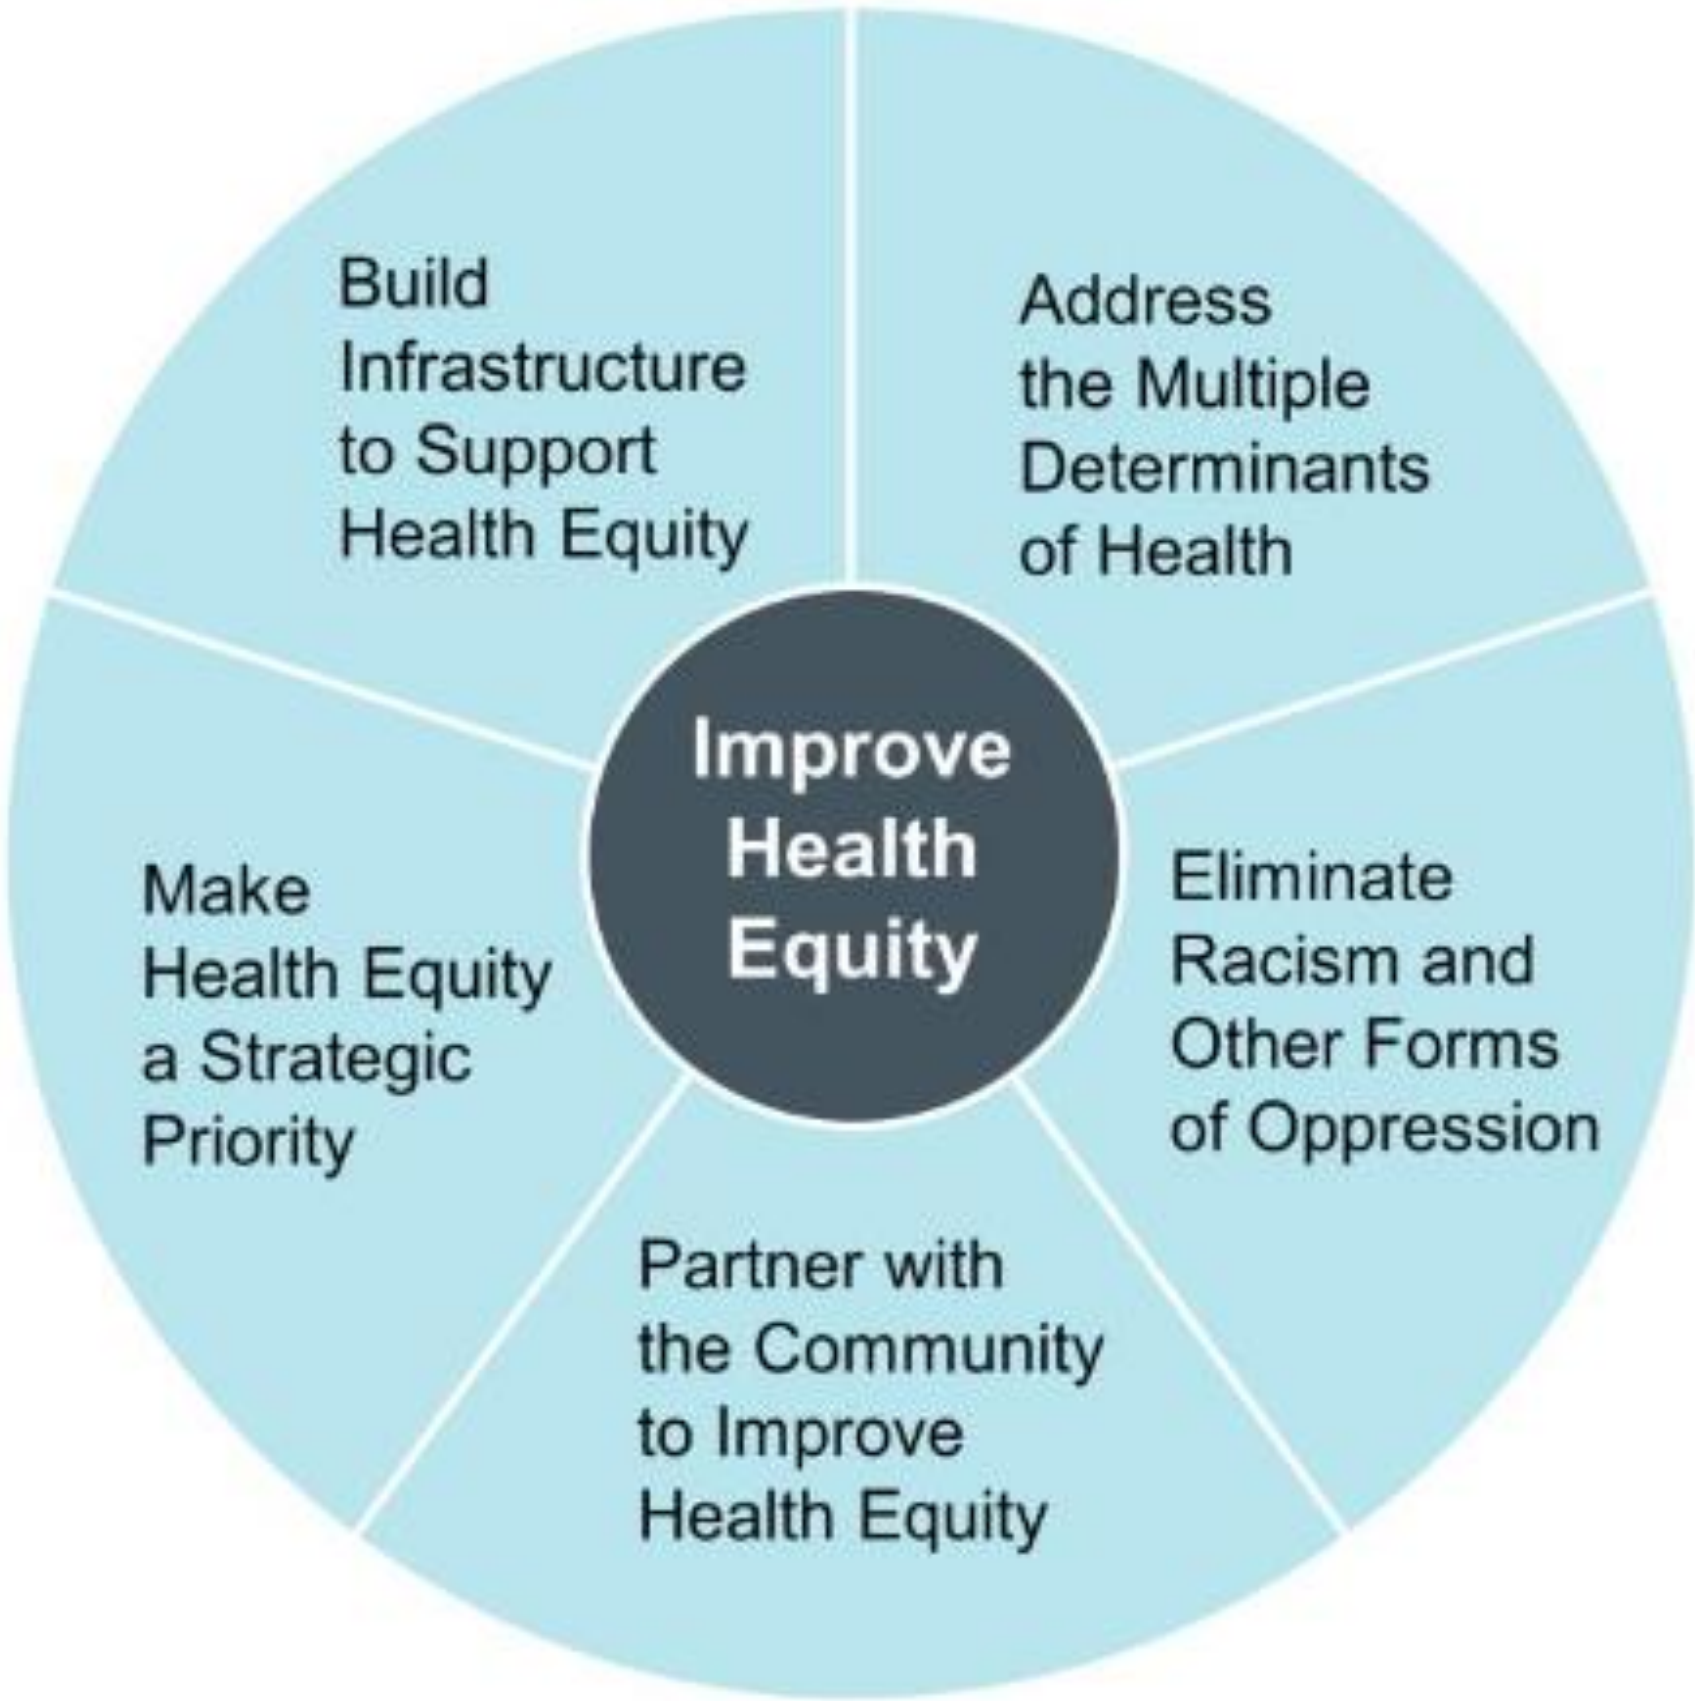 Build
Infrastructure
to Support
Health Equity
Address
the Multiple
Determinants
of Health
Improve
Health
Equity
Make
Health Equity
a Strategic
Priority
Eliminate
Racism and
Other Forms
of Oppression
Partner with
the Community
to Improve
Health Equity